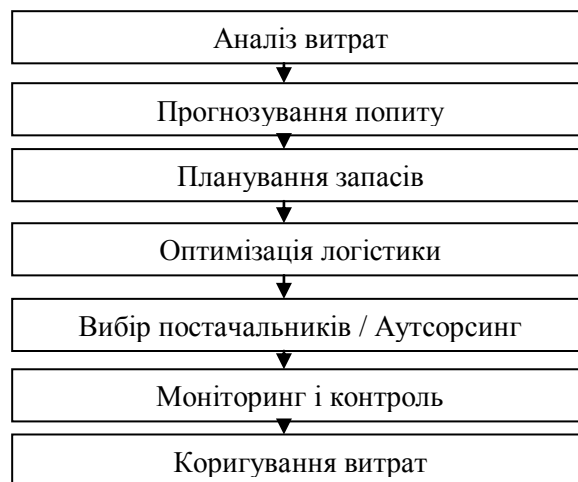 Аналіз витрат
Прогнозування попиту
Планування запасів
Оптимізація логістики
Вибір постачальників / Аутсорсинг
Моніторинг і контроль
Коригування витрат